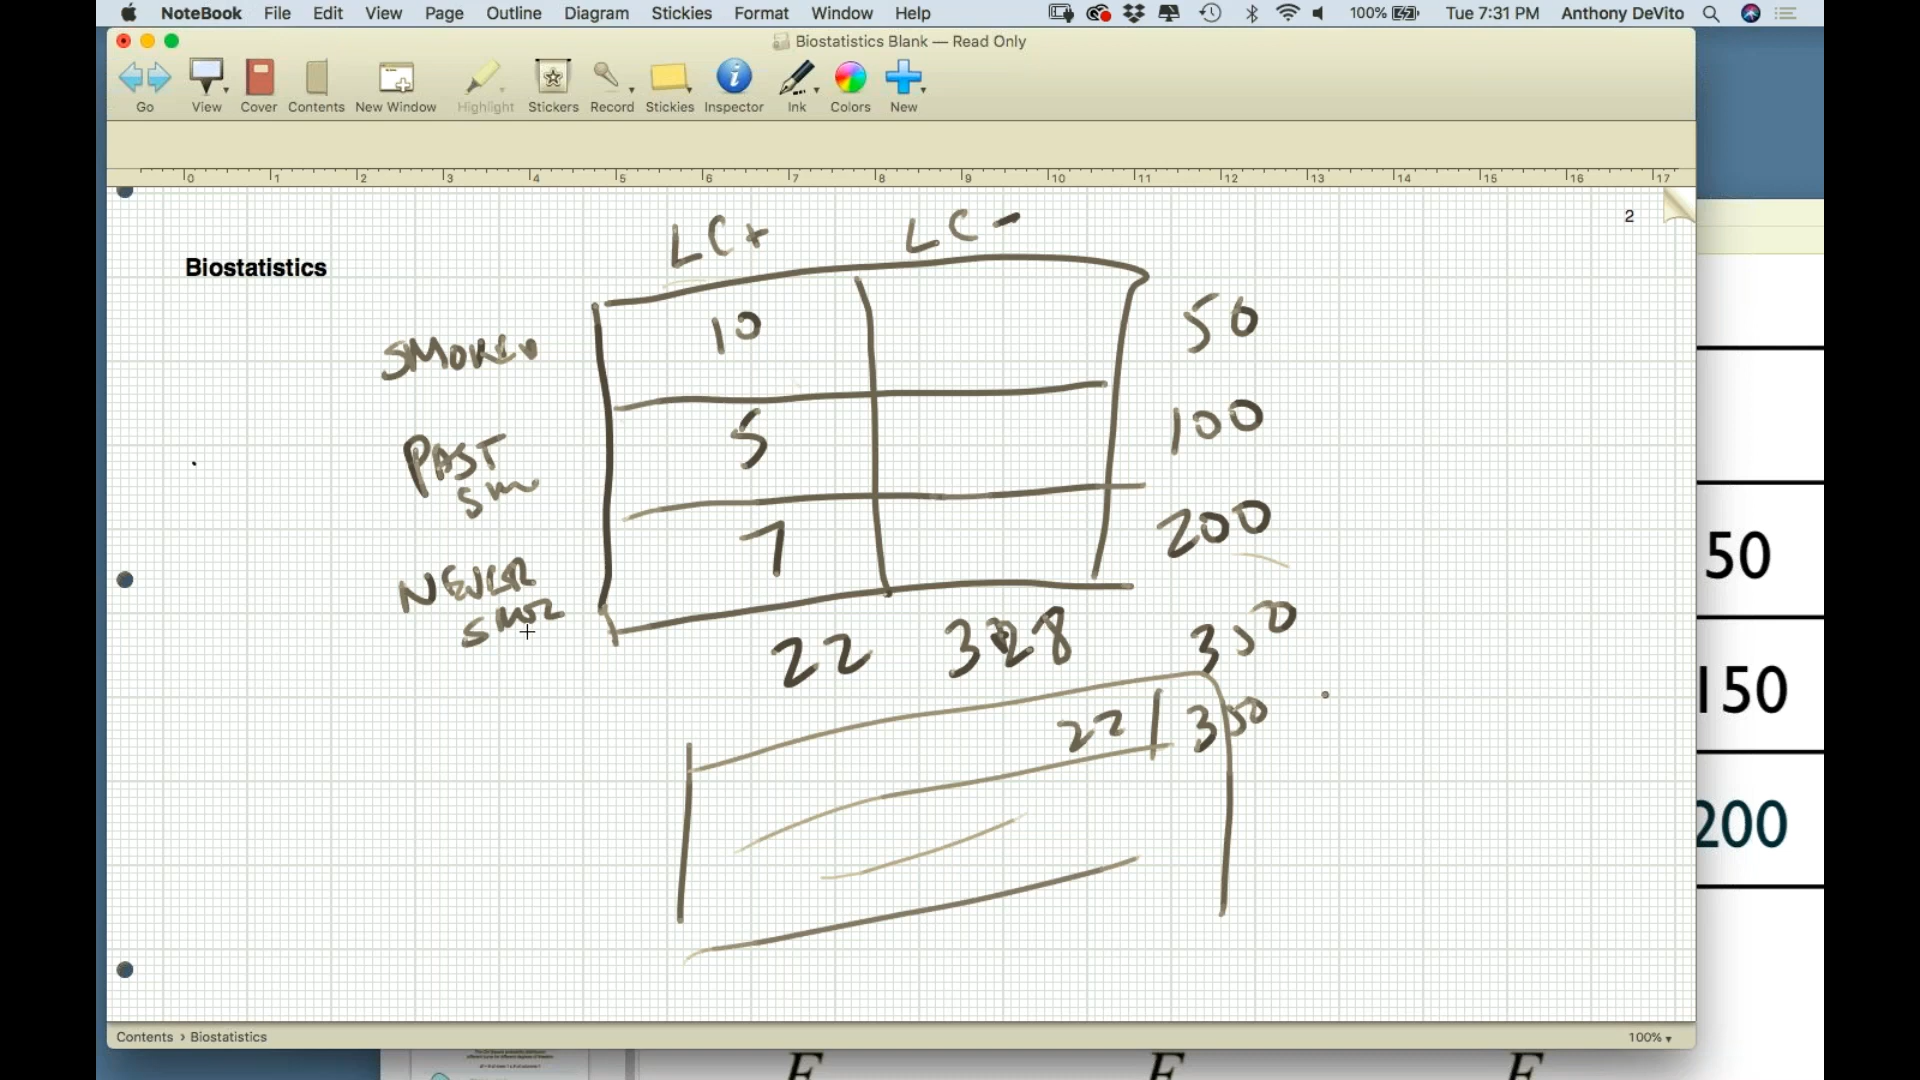 NoteBook File Edit View Page Outline Diagram Stickies Format Window Help 100% Tue 7:31 PM Anthony DeVito
Biostatistics Blank — Read Only
Go View Cover Contents New Window Highlight Stickers Record Stickies Inspector Ink Colors New
0 1 2 3 4 5 6 7 8 9 10 11 12 13 14 15 16 17
2
LC+ LC-
Biostatistics
SMOKER 10 50
PAST 5 100
SM
NEVER 7 200
SMOK
22 328 350
22 350
50
150
200
Contents › Biostatistics 100%
F F F